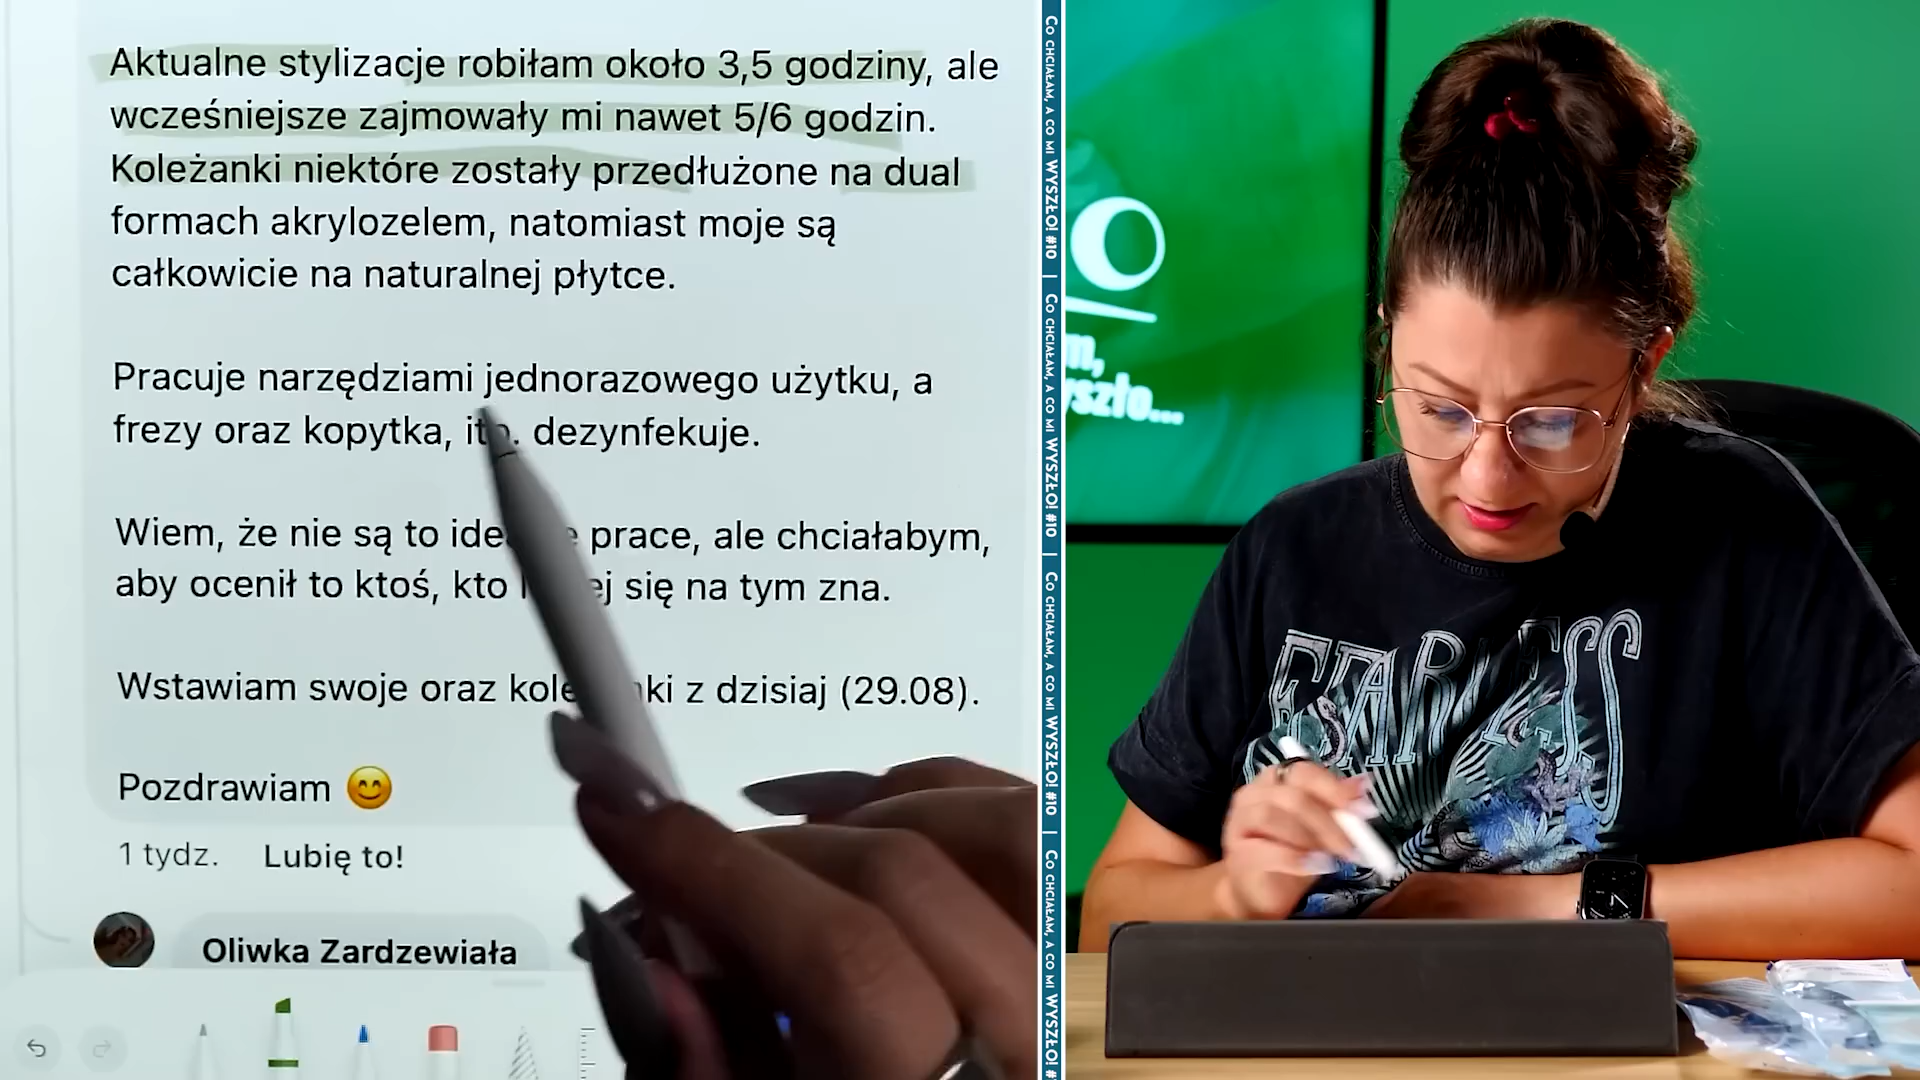 Aktualne stylizacje robiłam około 3,5 godziny, ale
wcześniejsze zajmowały mi nawet 5/6 godzin.
Koleżanki niektóre zostały przedłużone na dual
formach akrylożelem, natomiast moje są
całkowicie na naturalnej płytce.
Pracuje narzędziami jednorazowego użytku, a
frezy oraz kopytka, dezynfekuje.
Wiem, że nie są to prace, ale chciałabym,
aby ocenił to ktoś, kto się na tym zna.
Wstawiam swoje oraz z dzisiaj (29.08).
Pozdrawiam 😊
1 tydz. Lubię to!
Oliwka Zardzewiała
Co chciałam, a co mi WYSZŁO! #10 | Co chciałam, a co mi WYSZŁO! #10 | Co chciałam, a co mi WYSZŁO! #10 | Co chciałam, a co mi WYSZŁO! #
FEARLESS